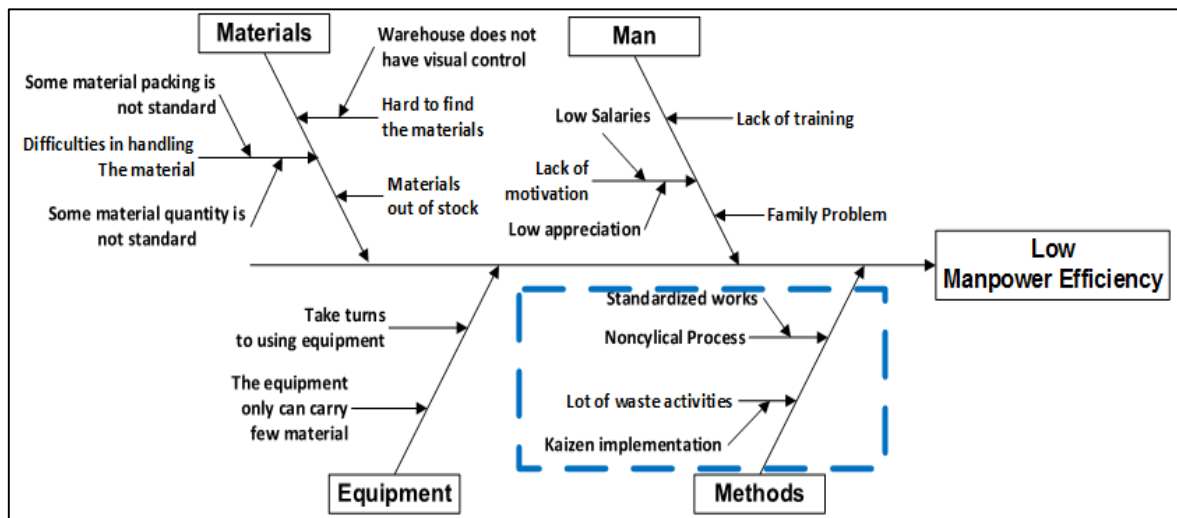 Materials
Man
Warehouse does not
have visual control
Some material packing is
not standard
Hard to find
the materials
Difficulties in handling
The material
Materials
out of stock
Some material quantity is
not standard
Low Salaries
Lack of training
Lack of
motivation
Low appreciation
Family Problem
Low
Manpower Efficiency
Take turns
to using equipment
The equipment
only can carry
few material
Standardized works
Noncylical Process
Lot of waste activities
Kaizen implementation
Equipment
Methods